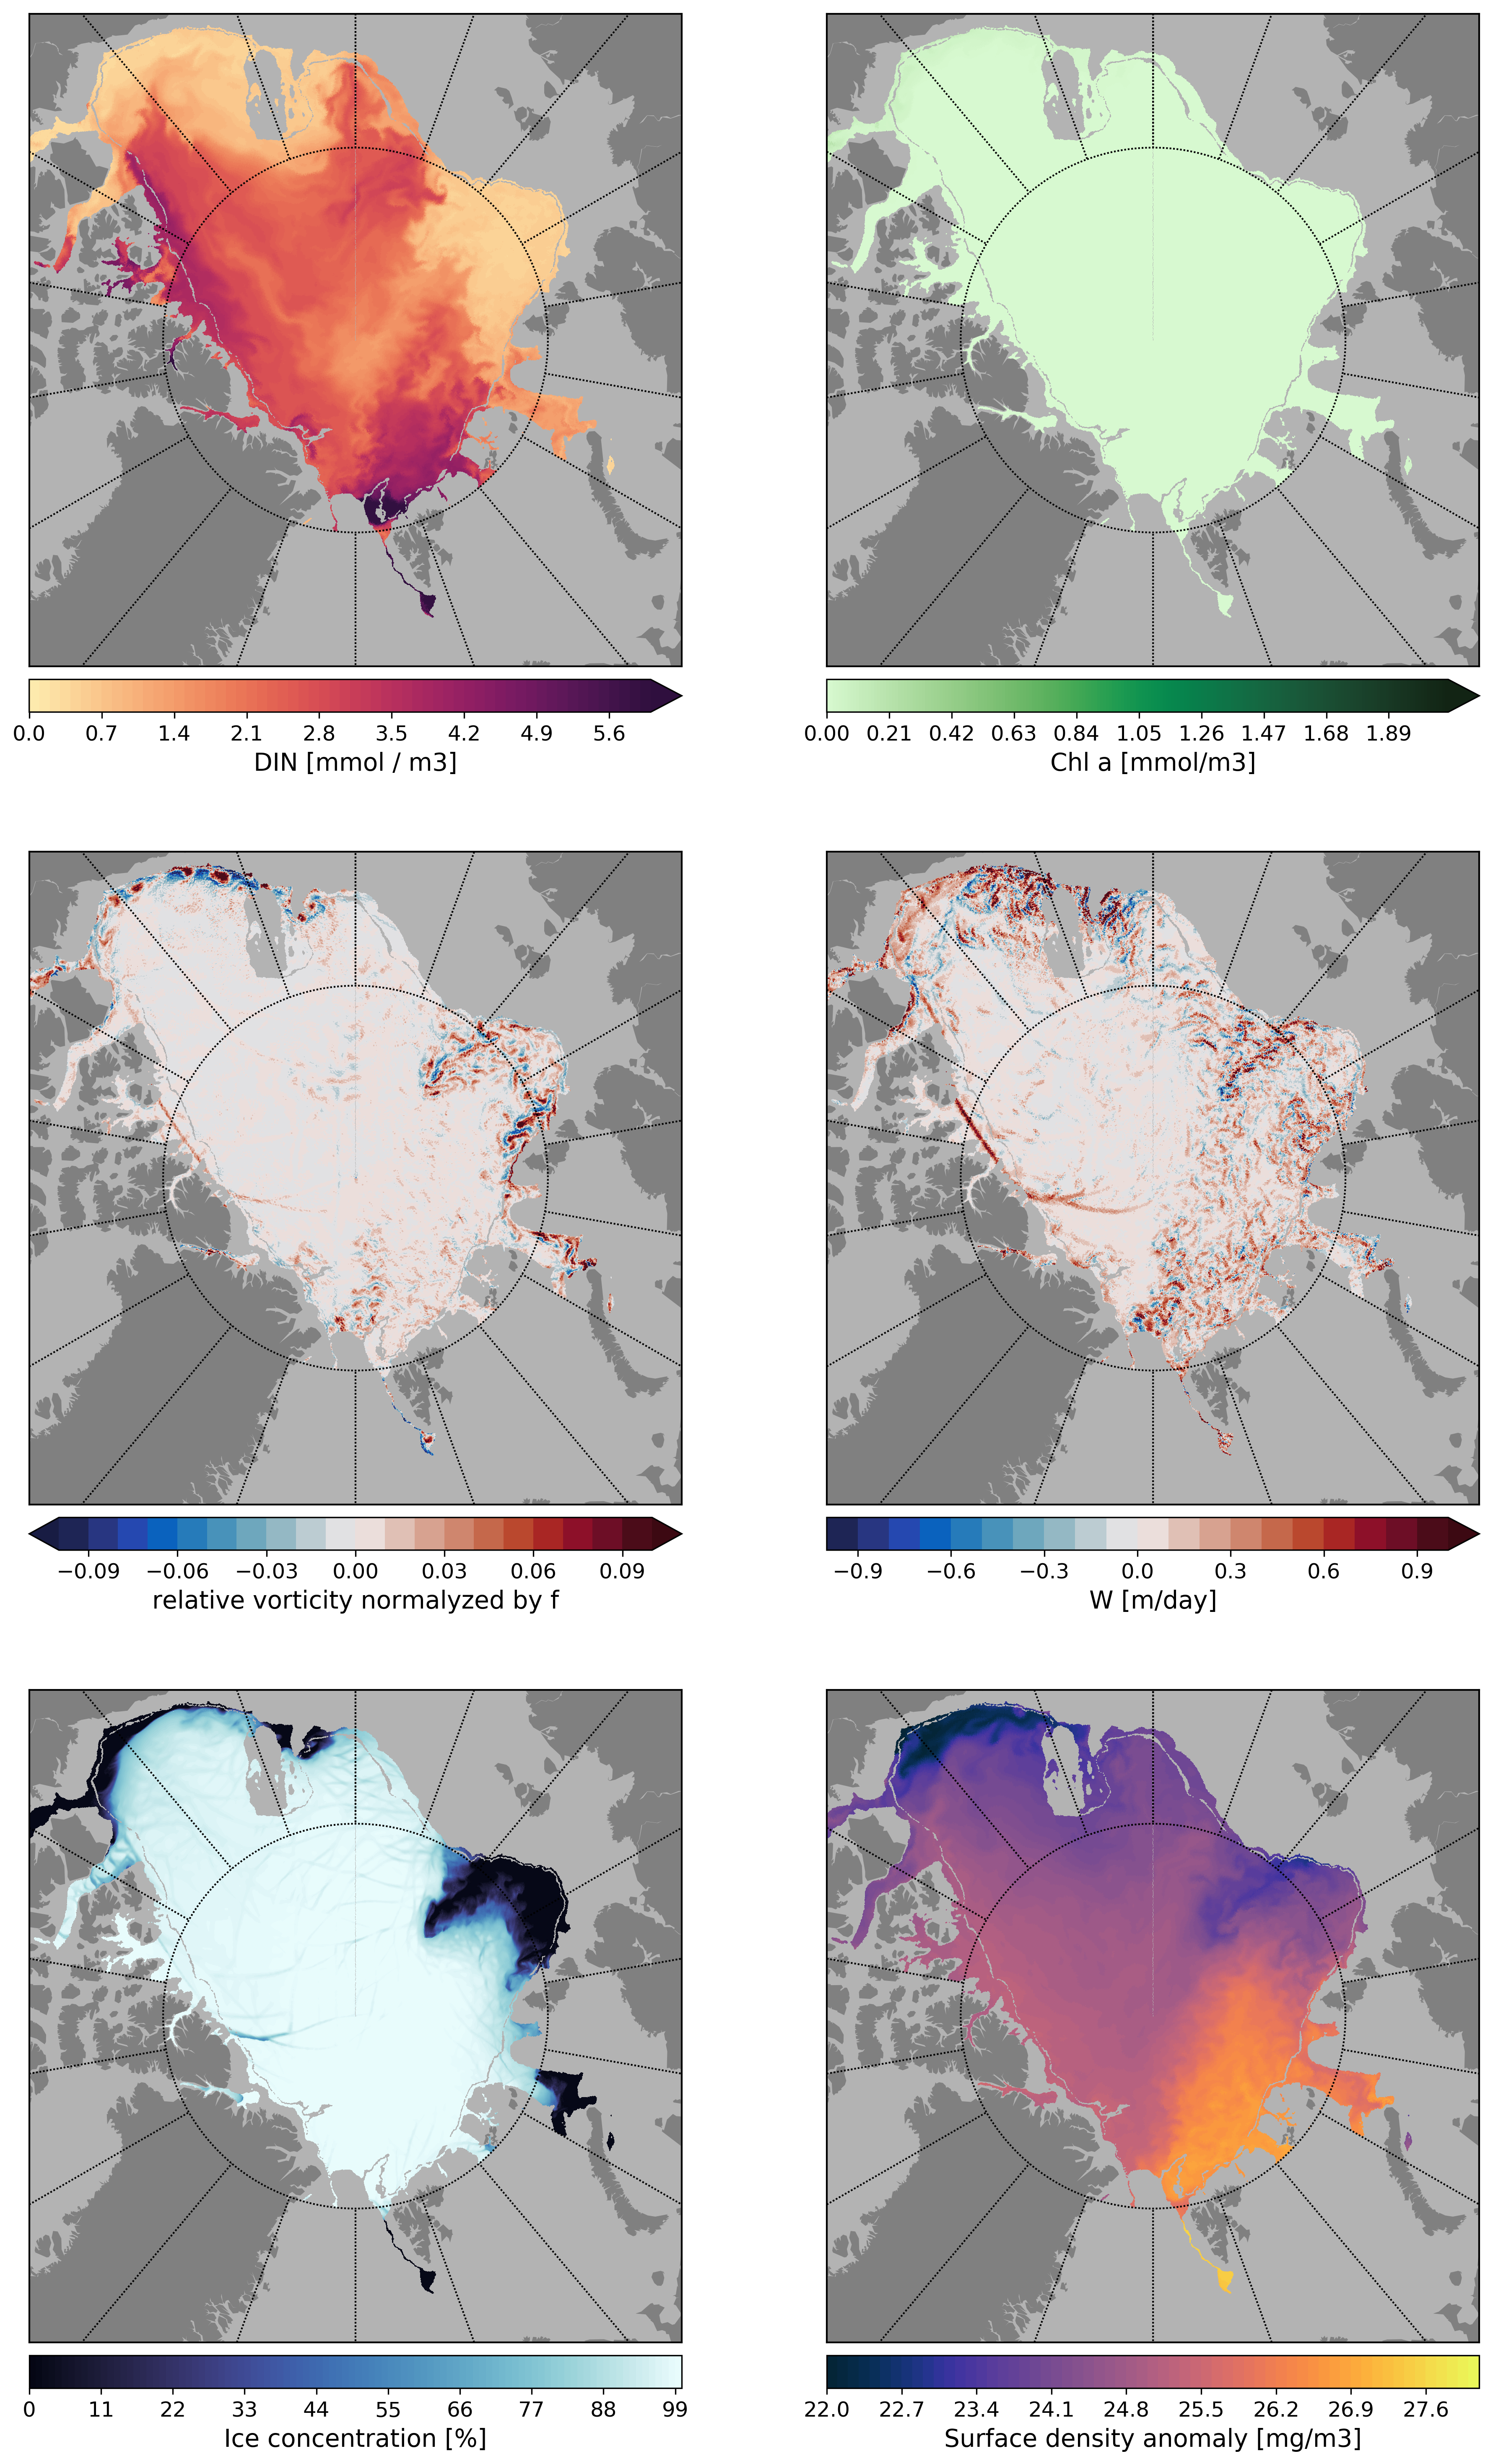 0.0 0.7 1.4 2.1 2.8 3.5 4.2 4.9 5.6
DIN [mmol / m3]
0.00 0.21 0.42 0.63 0.84 1.05 1.26 1.47 1.68 1.89
Chl a [mmol/m3]
−0.09 −0.06 −0.03 0.00 0.03 0.06 0.09
relative vorticity normalyzed by f
−0.9 −0.6 −0.3 0.0 0.3 0.6 0.9
W [m/day]
0 11 22 33 44 55 66 77 88 99
Ice concentration [%]
22.0 22.7 23.4 24.1 24.8 25.5 26.2 26.9 27.6
Surface density anomaly [mg/m3]